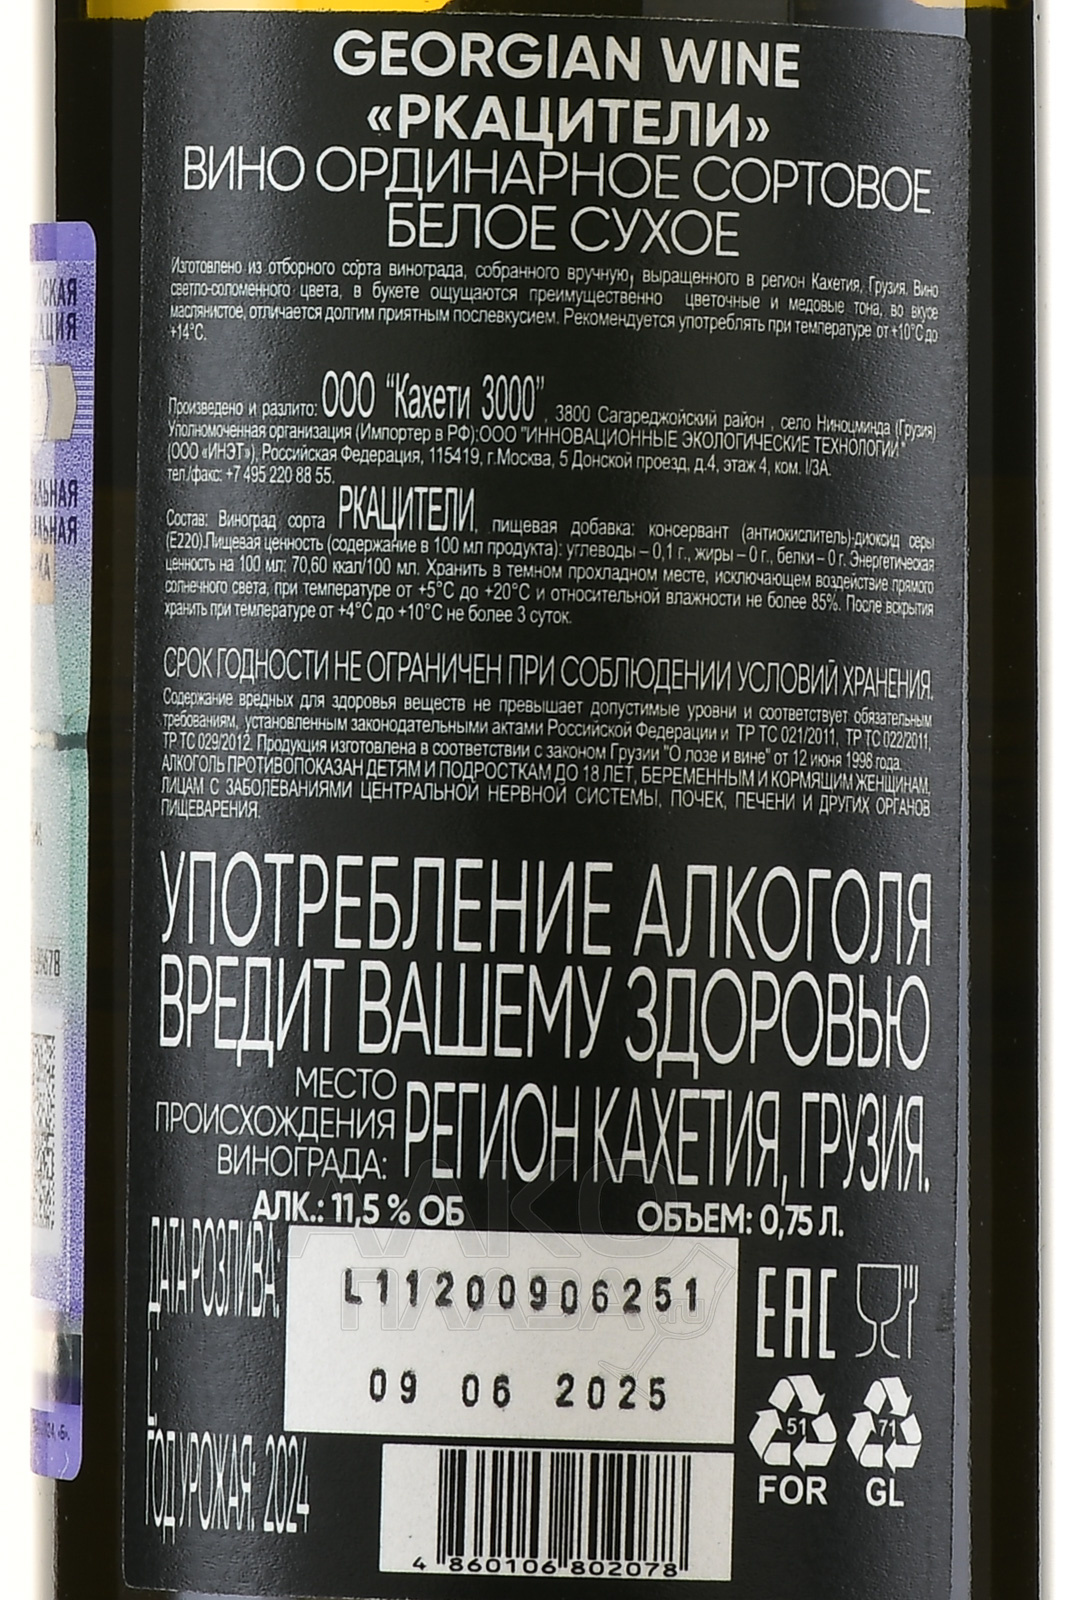 GEORGIAN WINE
«РКАЦИТЕЛИ»
ВИНО ОРДИНАРНОЕ СОРТОВОЕ
БЕЛОЕ СУХОЕ
Изготовлено из отборного сорта винограда, собранного вручную, выращенного в регион Кахетия, Грузия. Вино
светло-соломенного цвета, в букете ощущаются преимущественно цветочные и медовые тона, во вкусе
маслянистое, отличается долгим приятным послевкусием. Рекомендуется употреблять при температуре от +10°С до
+14°С.
Произведено и разлито: ООО "Кахети 3000", 3800 Сагареджойский район , село Ниноцминда (Грузия)
Уполномоченная организация (Импортер в РФ):ООО "ИННОВАЦИОННЫЕ ЭКОЛОГИЧЕСКИЕ ТЕХНОЛОГИИ"
(ООО «ИНЭТ»), Российская Федерация, 115419, г.Москва, 5 Донской проезд, д.4, этаж 4, ком. I/3А.
тел./факс: +7 495 220 88 55.
Состав: Виноград сорта РКАЦИТЕЛИ, пищевая добавка: консервант (антиокислитель)-диоксид серы
(Е220).Пищевая ценность (содержание в 100 мл продукта): углеводы – 0,1 г., жиры – 0 г., белки – 0 г. Энергетическая
ценность на 100 мл: 70,60 ккал/100 мл. Хранить в темном прохладном месте, исключающем воздействие прямого
солнечного света, при температуре от +5°С до +20°С и относительной влажности не более 85%. После вскрытия
хранить при температуре от +4°С до +10°С не более 3 суток.
СРОК ГОДНОСТИ НЕ ОГРАНИЧЕН ПРИ СОБЛЮДЕНИИ УСЛОВИЙ ХРАНЕНИЯ.
Содержание вредных для здоровья веществ не превышает допустимые уровни и соответствует обязательным
требованиям, установленным законодательными актами Российской Федерации и ТР ТС 021/2011, ТР ТС 022/2011,
ТР ТС 029/2012. Продукция изготовлена в соответствии с законом Грузии "О лозе и вине" от 12 июня 1998 года.
АЛКОГОЛЬ ПРОТИВОПОКАЗАН ДЕТЯМ И ПОДРОСТКАМ ДО 18 ЛЕТ, БЕРЕМЕННЫМ И КОРМЯЩИМ ЖЕНЩИНАМ,
ЛИЦАМ С ЗАБОЛЕВАНИЯМИ ЦЕНТРАЛЬНОЙ НЕРВНОЙ СИСТЕМЫ, ПОЧЕК, ПЕЧЕНИ И ДРУГИХ ОРГАНОВ
ПИЩЕВАРЕНИЯ.
УПОТРЕБЛЕНИЕ АЛКОГОЛЯ
ВРЕДИТ ВАШЕМУ ЗДОРОВЬЮ
МЕСТО
ПРОИСХОЖДЕНИЯ
ВИНОГРАДА:
РЕГИОН КАХЕТИЯ, ГРУЗИЯ.
АЛК.: 11,5 % ОБ
ОБЪЕМ: 0,75 Л.
ДАТА РОЗЛИВА:
L11200906251
09 06 2025
ГОД УРОЖАЯ: 2024
EAC
51
FOR
71
GL
4 860106 802078
АЛКО
ПЛАЗА.ru